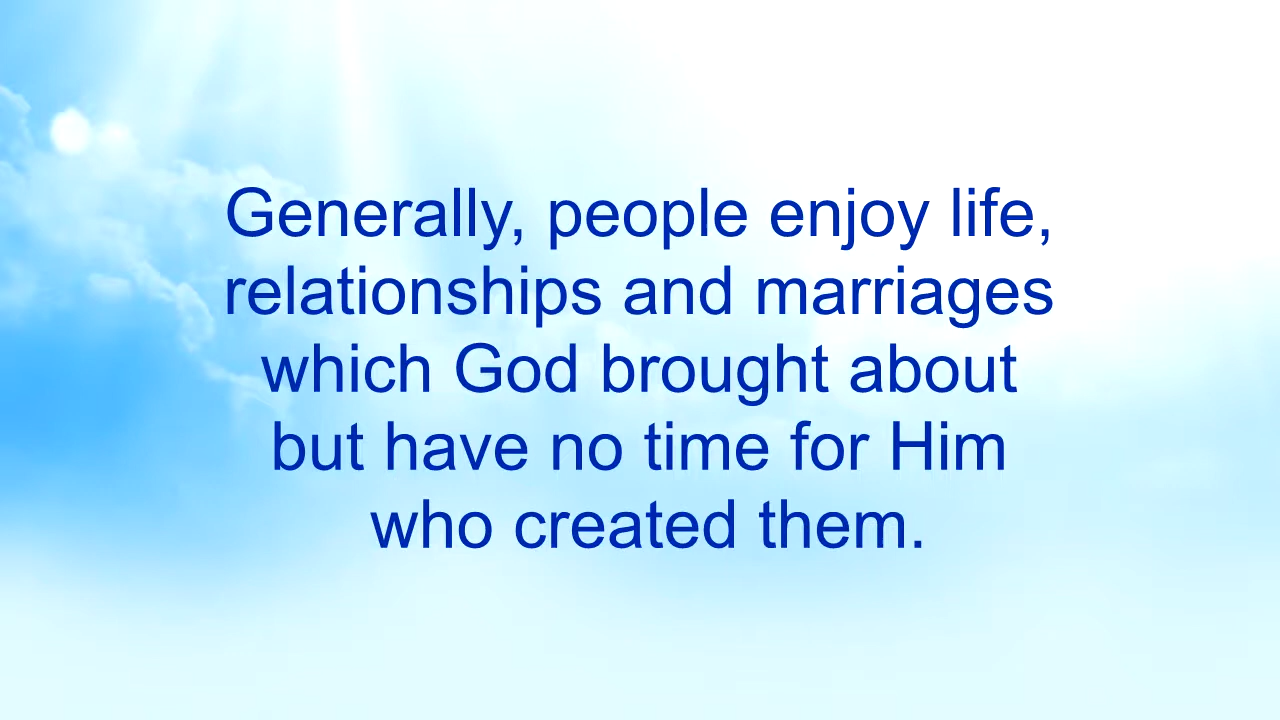 Generally, people enjoy life,
relationships and marriages
which God brought about
but have no time for Him
who created them.